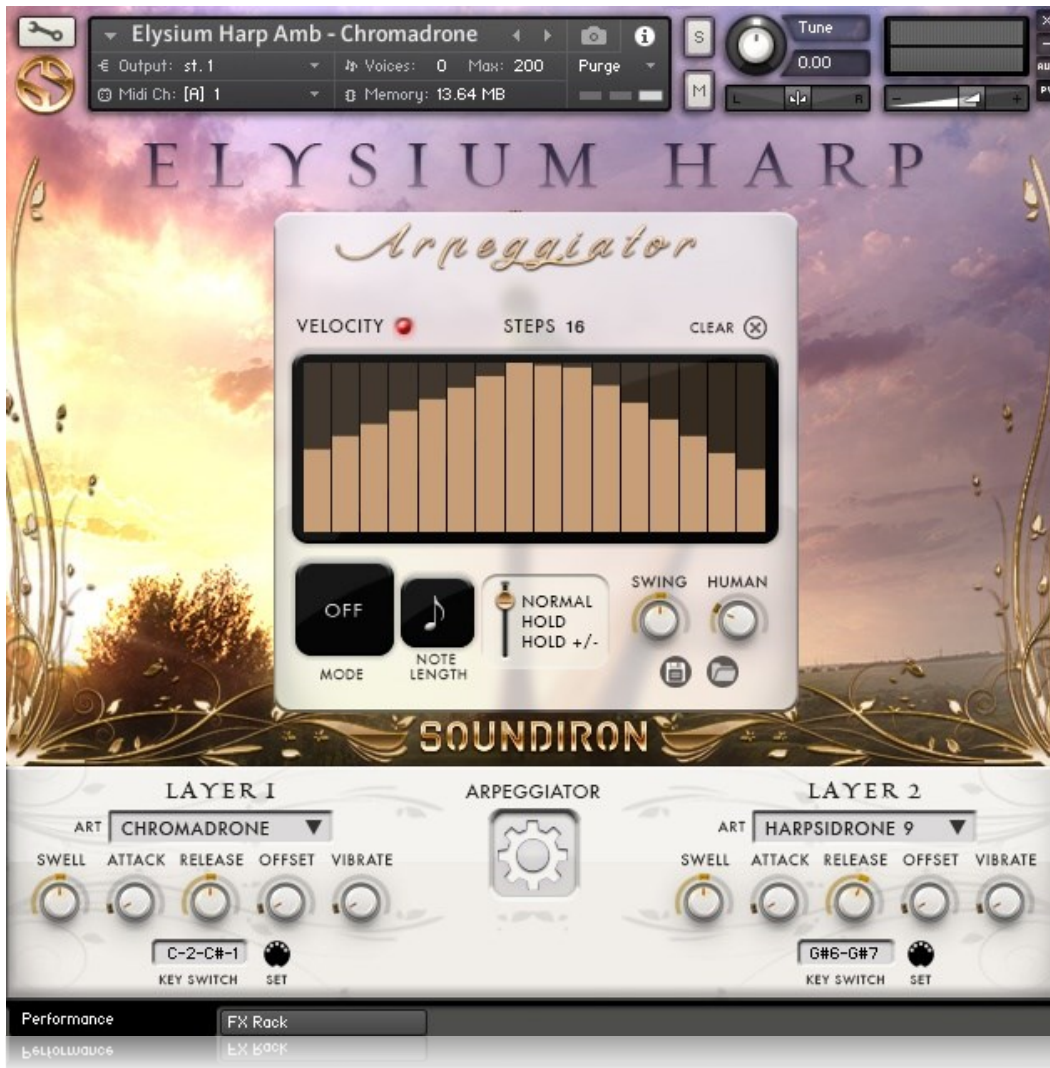 Elysium Harp Amb - Chromadrone
Output: st. 1
Voices: 0 Max: 200
Purge
Midi Ch: [A] 1
Memory: 13.64 MB
S
M
Tune
0.00
L R
- +
×
-
AU
PV
ELYSIUM HARP
Arpeggiator
VELOCITY
STEPS 16
CLEAR
OFF
MODE
NOTE
LENGTH
NORMAL
HOLD
HOLD +/-
SWING
HUMAN
SOUNDIRON
LAYER 1
ART CHROMADRONE
SWELL ATTACK RELEASE OFFSET VIBRATE
C-2-C#-1
KEY SWITCH SET
ARPEGGIATOR
LAYER 2
ART HARPSIDRONE 9
SWELL ATTACK RELEASE OFFSET VIBRATE
G#6-G#7
KEY SWITCH SET
Performance
FX Rack